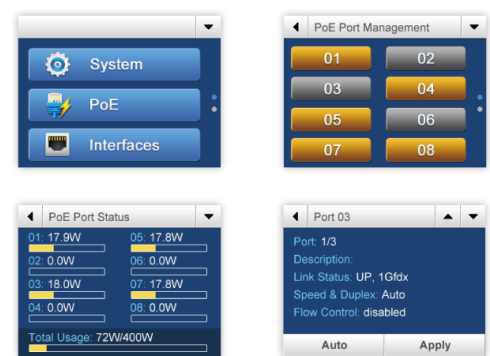 System
PoE
Interfaces
PoE Port Management
01 02
03 04
05 06
07 08
PoE Port Status
01: 17.9W 05: 17.8W
02: 0.0W 06: 0.0W
03: 18.0W 07: 17.8W
04: 0.0W 08: 0.0W
Total Usage: 72W/400W
Port 03
Port: 1/3
Description:
Link Status: UP, 1Gfdx
Speed & Duplex: Auto
Flow Control: disabled
Auto Apply